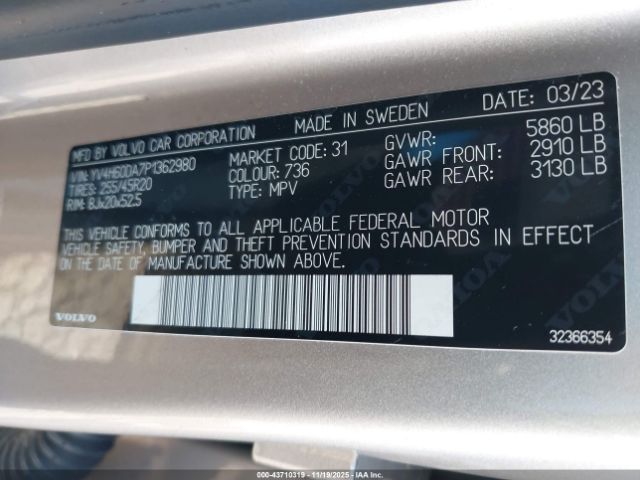 MFD BY VOLVO CAR CORPORATION MADE IN SWEDEN DATE: 03/23
VIN: YV4H60DA7P1362980 MARKET CODE: 31 GVWR: 5860 LB
TIRES: 255/45R20 COLOUR: 736 GAWR FRONT: 2910 LB
RIM: 8Jx20x52,5 TYPE: MPV GAWR REAR: 3130 LB
THIS VEHICLE CONFORMS TO ALL APPLICABLE FEDERAL MOTOR
VEHICLE SAFETY, BUMPER AND THEFT PREVENTION STANDARDS IN EFFECT
ON THE DATE OF MANUFACTURE SHOWN ABOVE.
VOLVO 32366354
00-43710319 | 11/19/2025 - IAAI.COM